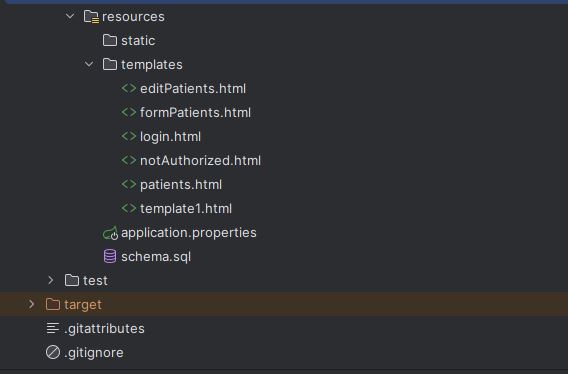 resources
static
templates
editPatients.html
formPatients.html
login.html
notAuthorized.html
patients.html
template1.html
application.properties
schema.sql
test
target
.gitattributes
.gitignore